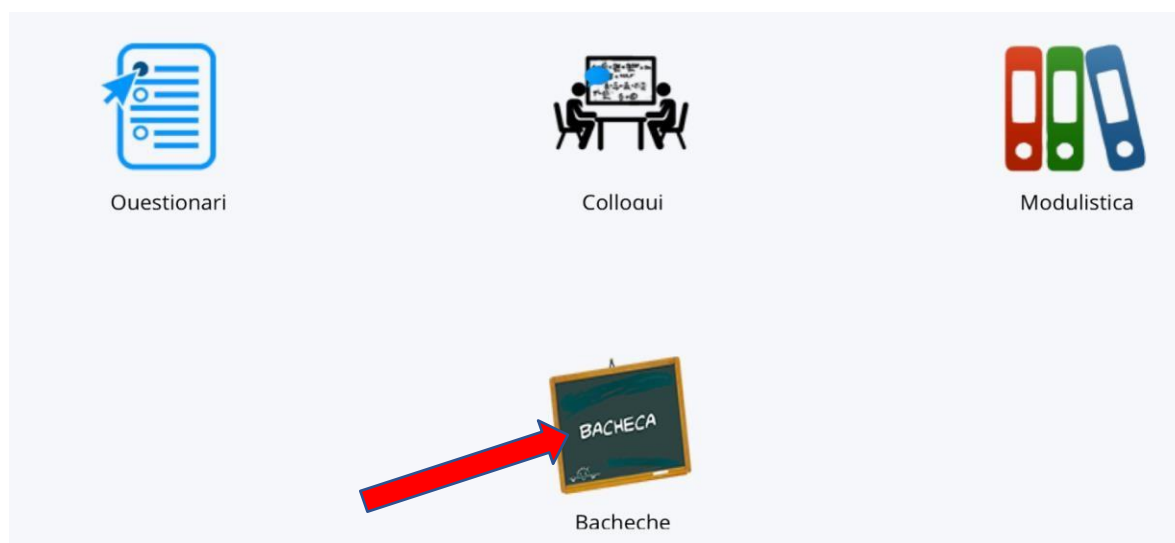 Questionari
Colloqui
Modulistica
BACHECA
Bacheche